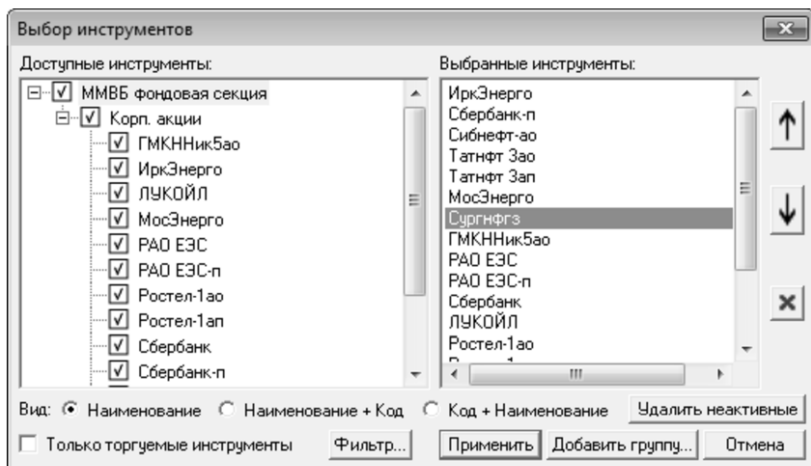 Выбор инструментов
Доступные инструменты:
ММВБ фондовая секция
Корп. акции
ГМКННик5ао
ИркЭнерго
ЛУКОЙЛ
МосЭнерго
РАО ЕЭС
РАО ЕЭС-п
Ростел-1ао
Ростел-1ап
Сбербанк
Сбербанк-п
Выбранные инструменты:
ИркЭнерго
Сбербанк-п
Сибнефт-ао
Татнфт 3ао
Татнфт 3ап
МосЭнерго
Сургнфгз
ГМКННик5ао
РАО ЕЭС
РАО ЕЭС-п
Сбербанк
ЛУКОЙЛ
Ростел-1ао
Вид: Наименование Наименование + Код Код + Наименование Удалить неактивные
Только торгуемые инструменты Фильтр... Применить Добавить группу... Отмена